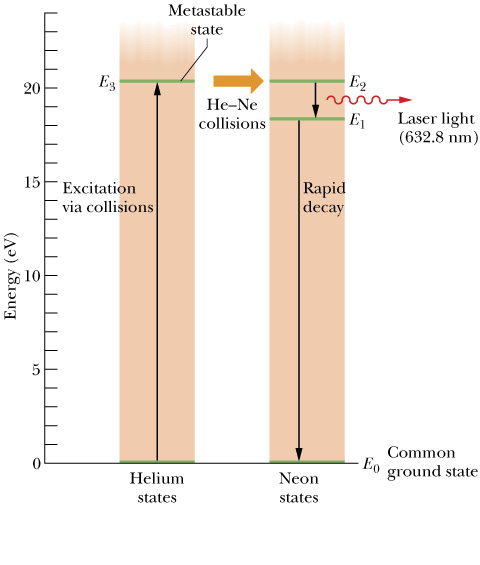 Metastable
state
20
E3
E2
He–Ne
collisions
E1
Laser light
(632.8 nm)
15
Excitation
via collisions
Rapid
decay
Energy (eV)
10
5
0
E0
Common
ground state
Helium
states
Neon
states